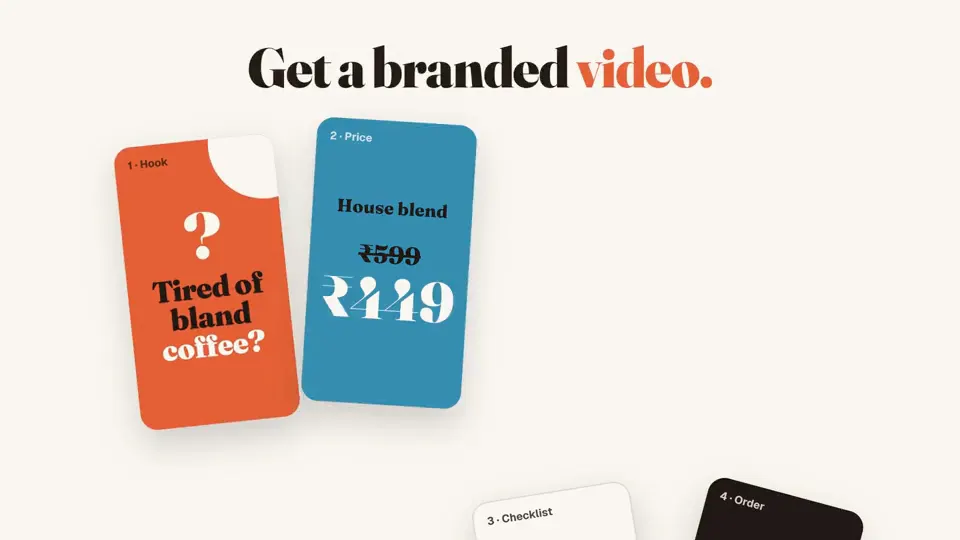 Get a branded video.
1 · Hook
?
Tired of
bland
coffee?
2 · Price
House blend
₹599
₹449
3 · Checklist
4 · Order